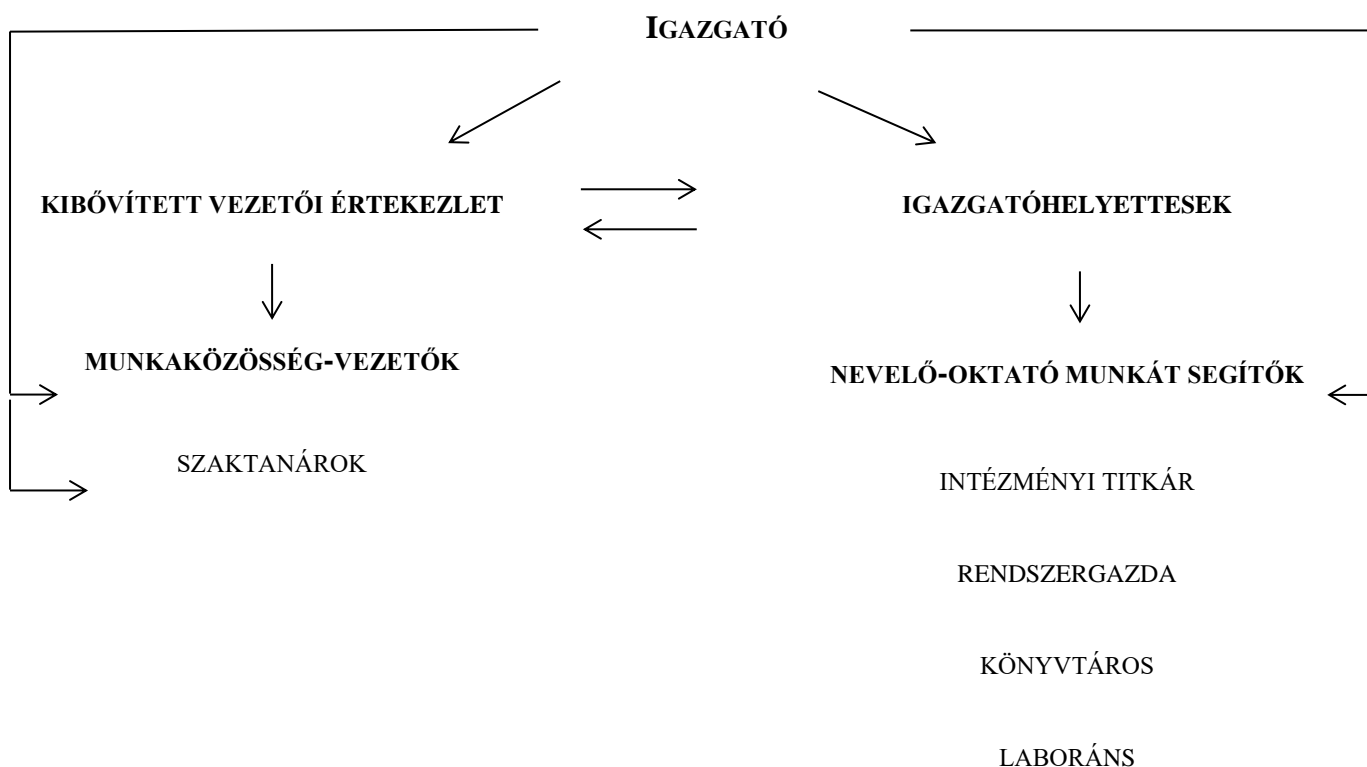 IGAZGATÓ
KIBŐVÍTETT VEZETŐI ÉRTEKEZLET
IGAZGATÓHELYETTESEK
MUNKAKÖZÖSSÉG-VEZETŐK
NEVELŐ-OKTATÓ MUNKÁT SEGÍTŐK
SZAKTANÁROK
INTÉZMÉNYI TITKÁR
RENDSZERGAZDA
KÖNYVTÁROS
LABORÁNS